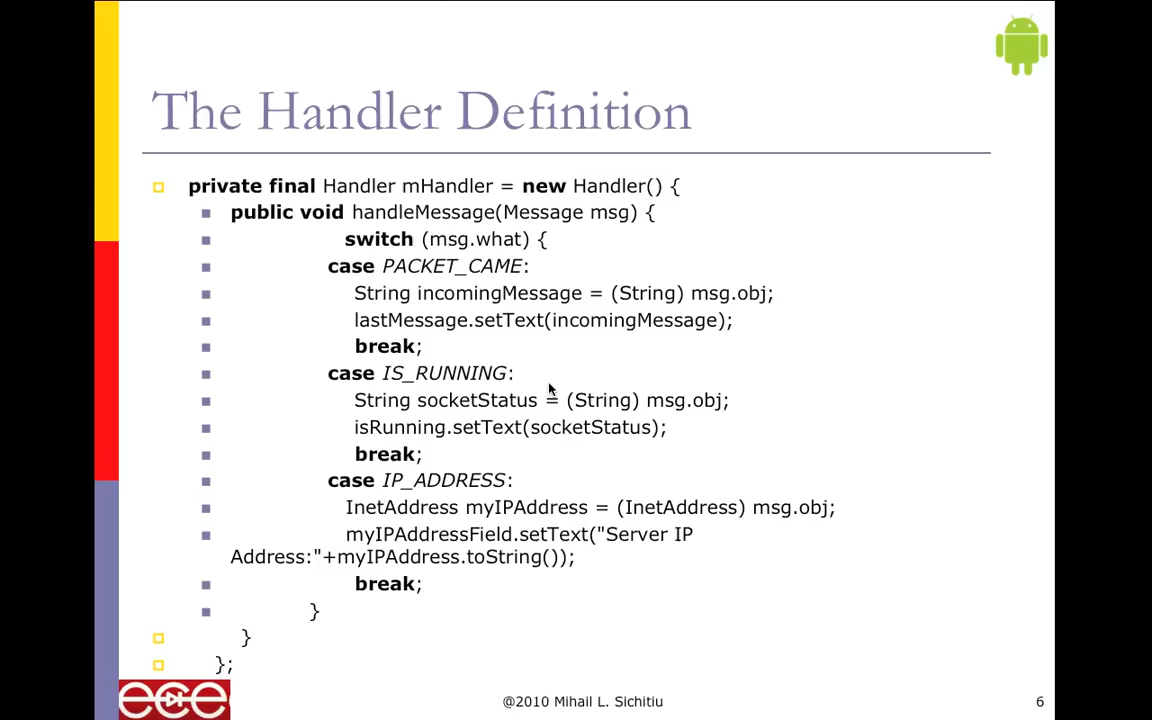 The Handler Definition
private final Handler mHandler = new Handler() {
public void handleMessage(Message msg) {
switch (msg.what) {
case PACKET_CAME:
String incomingMessage = (String) msg.obj;
lastMessage.setText(incomingMessage);
break;
case IS_RUNNING:
String socketStatus = (String) msg.obj;
isRunning.setText(socketStatus);
break;
case IP_ADDRESS:
InetAddress myIPAddress = (InetAddress) msg.obj;
myIPAddressField.setText("Server IP
Address:"+myIPAddress.toString());
break;
}
}
};
ece
@2010 Mihail L. Sichitiu
6